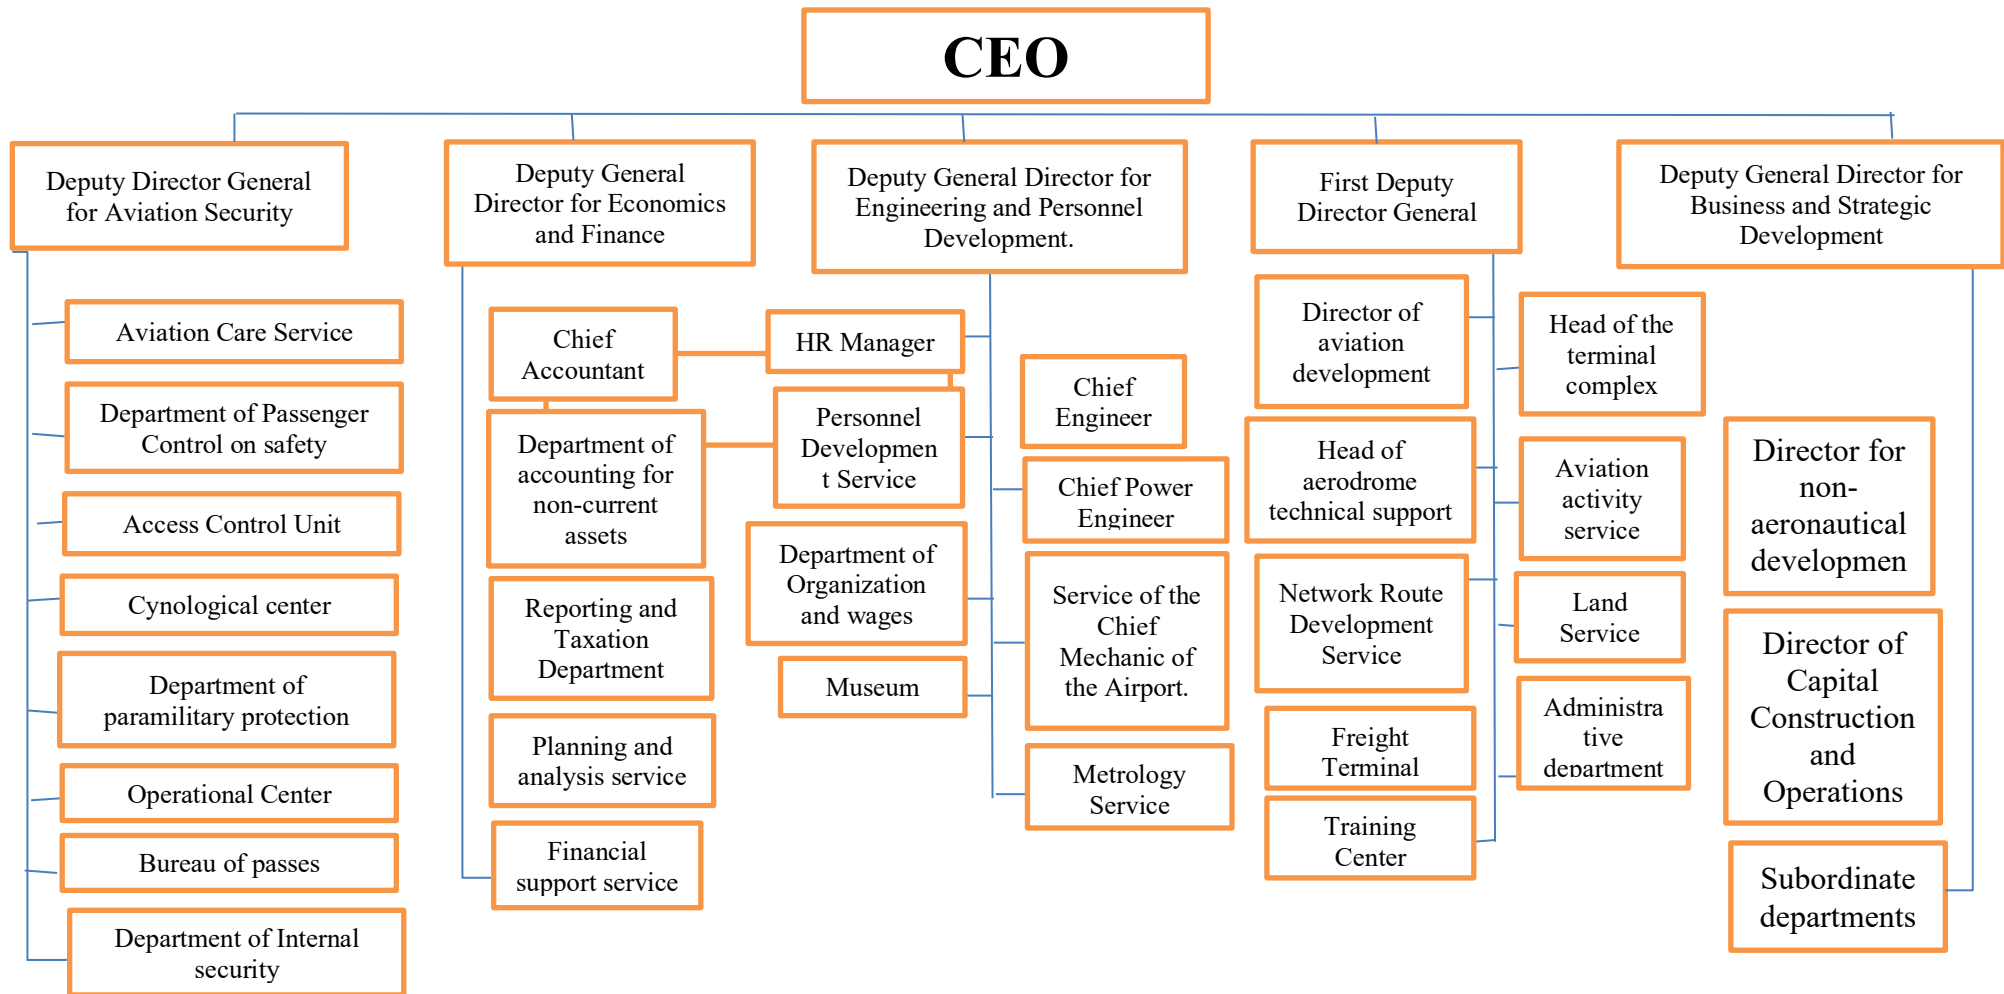 CEO
Deputy Director General
for Aviation Security
Deputy General
Director for Economics
and Finance
Deputy General Director for
Engineering and Personnel
Development.
First Deputy
Director General
Deputy General Director for
Business and Strategic
Development
Aviation Care Service
Department of Passenger
Control on safety
Access Control Unit
Cynological center
Department of
paramilitary protection
Operational Center
Bureau of passes
Department of Internal
security
Chief
Accountant
Department of
accounting for
non-current
assets
Reporting and
Taxation
Department
Planning and
analysis service
Financial
support service
HR Manager
Personnel
Developmen
t Service
Department of
Organization
and wages
Museum
Chief
Engineer
Chief Power
Engineer
Service of the
Chief
Mechanic of
the Airport.
Metrology
Service
Director of
aviation
development
Head of
aerodrome
technical support
Network Route
Development
Service
Freight
Terminal
Training
Center
Head of the
terminal
complex
Aviation
activity
service
Land
Service
Administra
tive
department
Director for
non-
aeronautical
developmen
Director of
Capital
Construction
and
Operations
Subordinate
departments